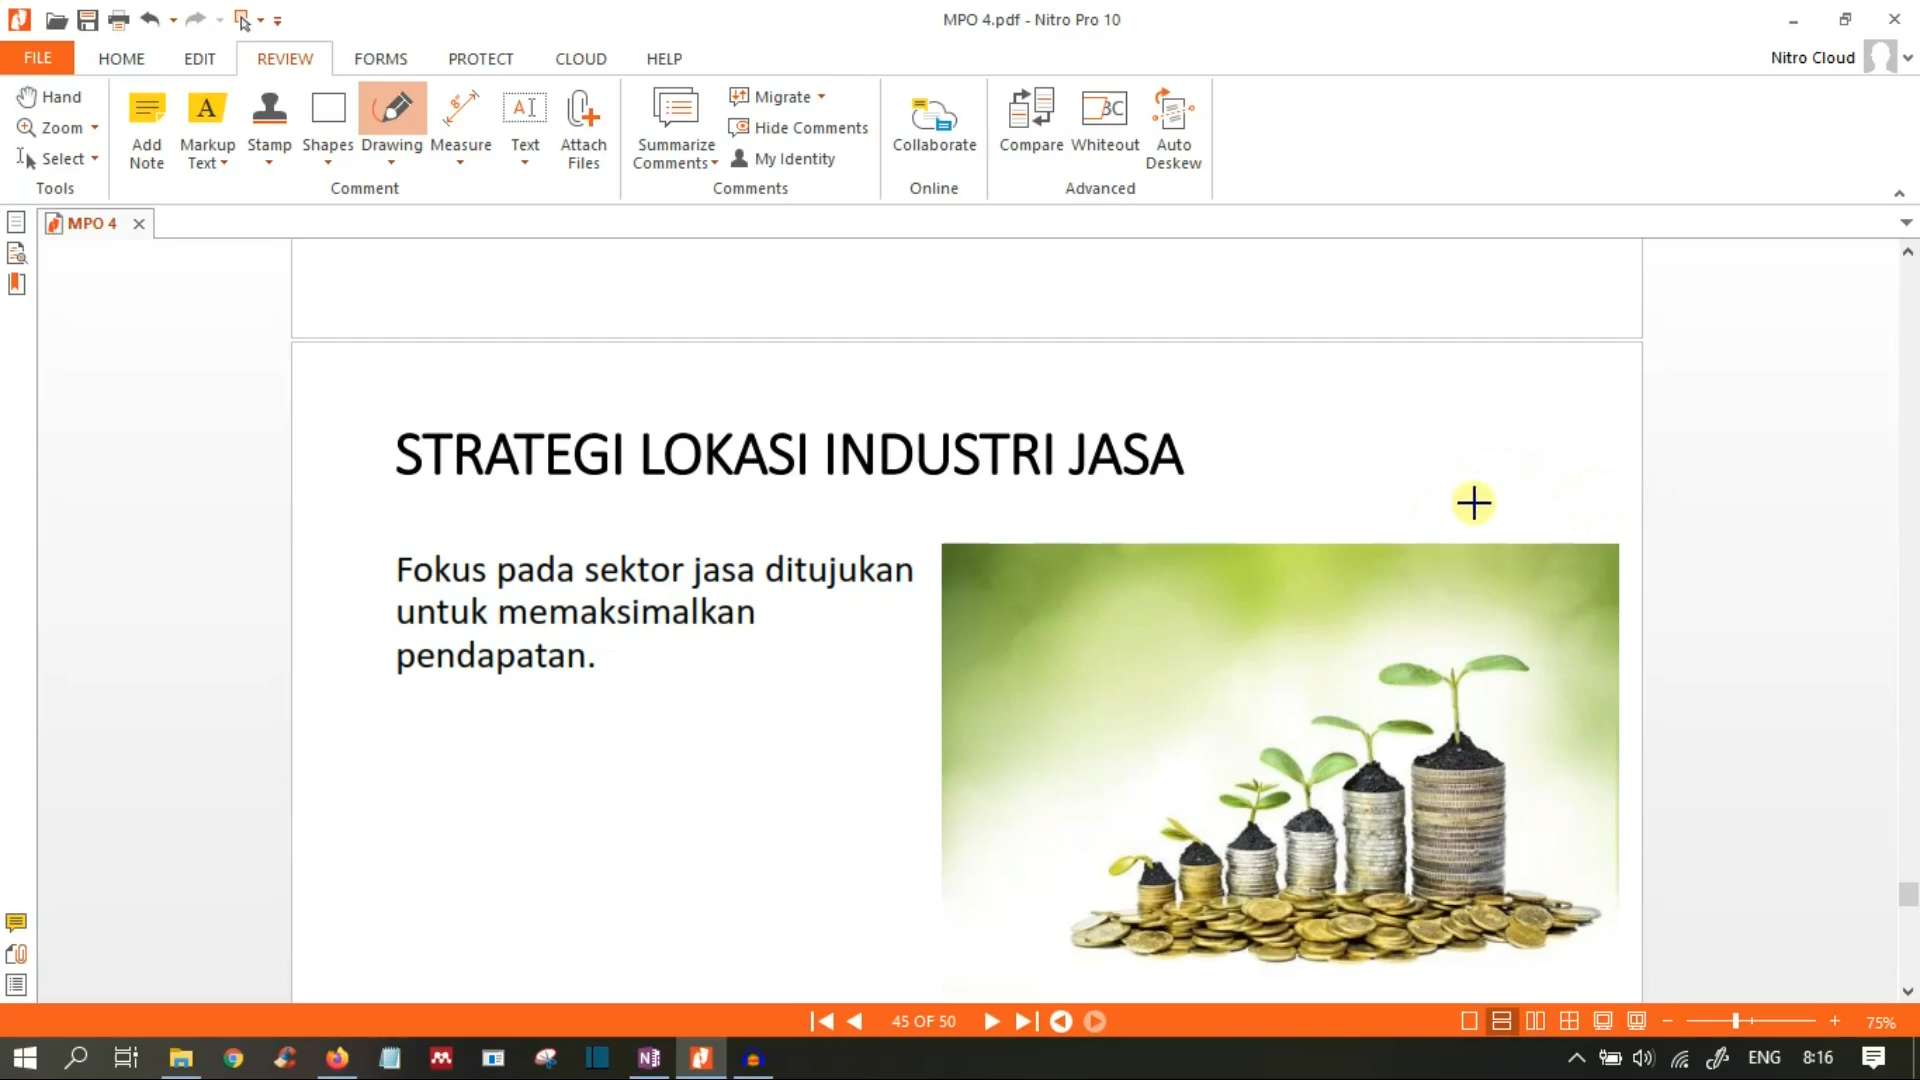 MPO 4.pdf - Nitro Pro 10
FILE
HOME
EDIT
REVIEW
FORMS
PROTECT
CLOUD
HELP
Nitro Cloud
Hand
Zoom
Select
Tools
Add Note
Markup Text
Stamp
Shapes
Drawing
Measure
Text
Attach Files
Comment
Summarize Comments
Migrate
Hide Comments
My Identity
Comments
Collaborate
Online
Compare
Whiteout
Auto Deskew
Advanced
MPO 4
STRATEGI LOKASI INDUSTRI JASA
Fokus pada sektor jasa ditujukan
untuk memaksimalkan
pendapatan.
45 OF 50
75%
ENG
8:16